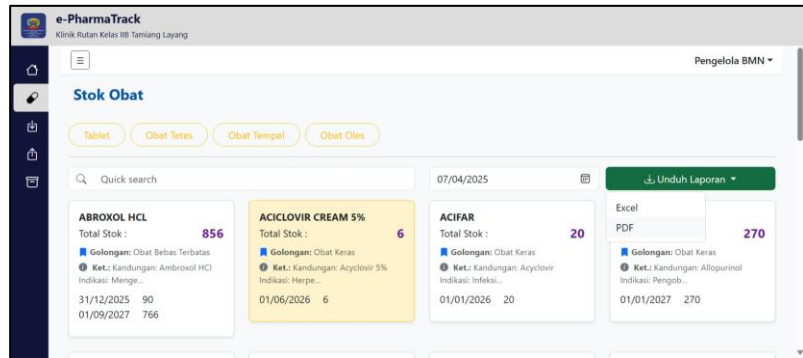 e-PharmaTrack
Klinik Rutan Kelas IIB Tamiang Layang
Pengelola BMN
Stok Obat
Tablet
Obat Tetes
Obat Tempel
Obat Oles
Quick search
07/04/2025
Unduh Laporan
Excel
PDF
ABROXOL HCL
Total Stok : 856
Golongan: Obat Bebas Terbatas
Ket.: Kandungan: Ambroxol HCl
Indikasi: Menge...
31/12/2025 90
01/09/2027 766
ACICLOVIR CREAM 5%
Total Stok : 6
Golongan: Obat Keras
Ket.: Kandungan: Acyclovir 5%
Indikasi: Herpe...
01/06/2026 6
ACIFAR
Total Stok : 20
Golongan: Obat Keras
Ket.: Kandungan: Acyclovir
Indikasi: Infeksi...
01/01/2026 20
270
Golongan: Obat Keras
Ket.: Kandungan: Allopurinol
Indikasi: Pengob...
01/01/2027 270